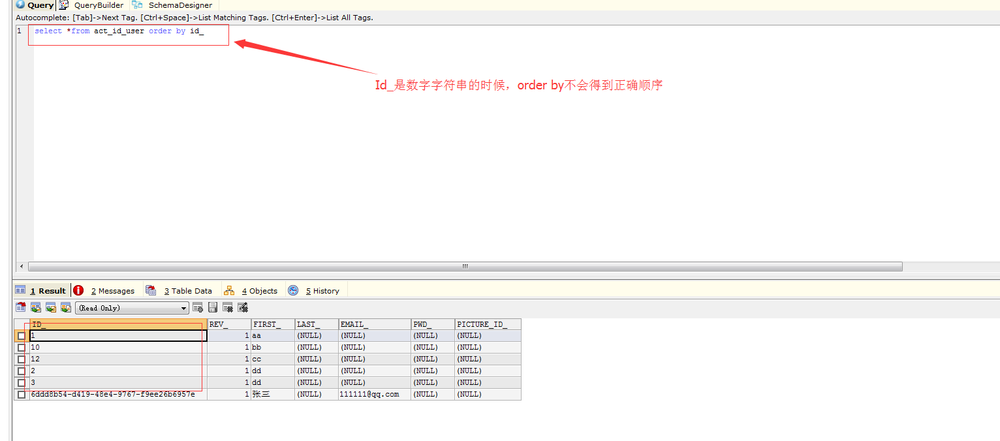 Query QueryBuilder SchemaDesigner
Autocomplete: [Tab]->Next Tag. [Ctrl+Space]->List Matching Tags. [Ctrl+Enter]->List All Tags.
1 select *from act_id_user order by id_
Id_是数字字符串的时候，order by不会得到正确顺序
1 Result 2 Messages 3 Table Data 4 Objects 5 History
(Read Only)
ID_ REV_ FIRST_ LAST_ EMAIL_ PWD_ PICTURE_ID_
1 1 aa (NULL) (NULL) (NULL) (NULL)
10 1 bb (NULL) (NULL) (NULL) (NULL)
12 1 cc (NULL) (NULL) (NULL) (NULL)
2 1 dd (NULL) (NULL) (NULL) (NULL)
3 1 dd (NULL) (NULL) (NULL) (NULL)
6ddd8b54-d419-48e4-9767-f9ee26b6957e 1 张三 (NULL) 111111@qq.com (NULL) (NULL)